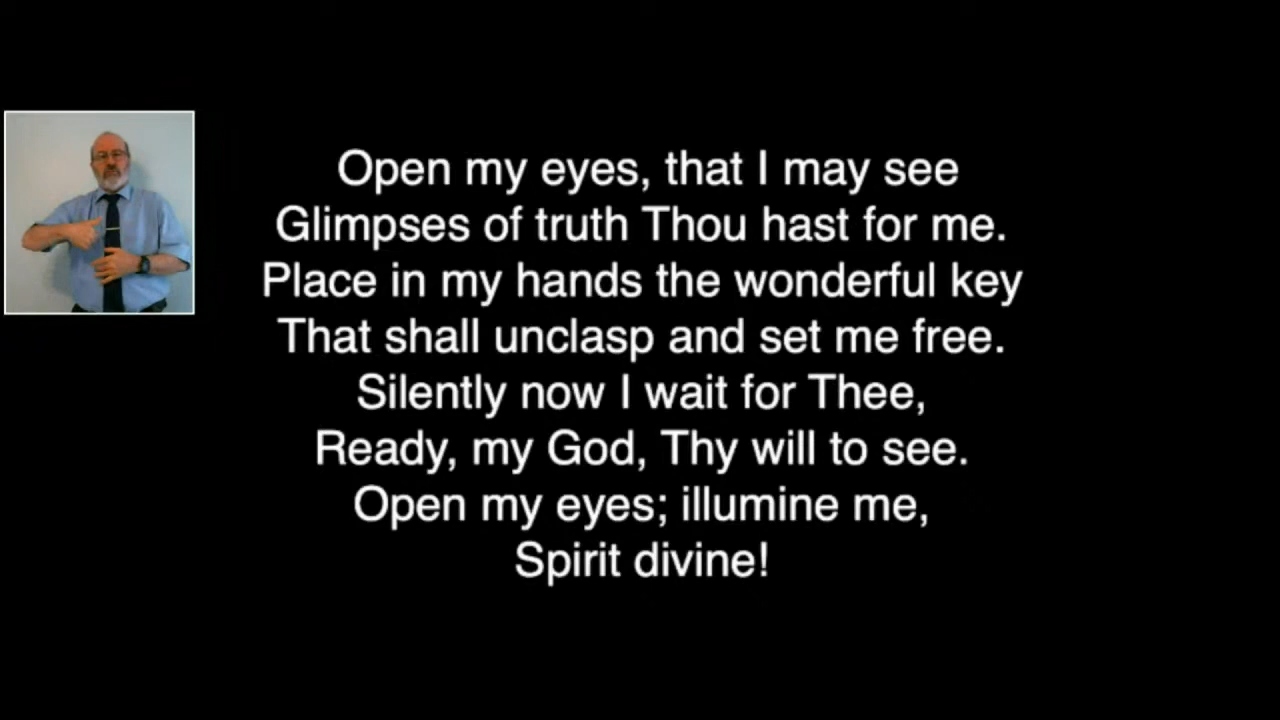 Open my eyes, that I may see
Glimpses of truth Thou hast for me.
Place in my hands the wonderful key
That shall unclasp and set me free.
Silently now I wait for Thee,
Ready, my God, Thy will to see.
Open my eyes; illumine me,
Spirit divine!